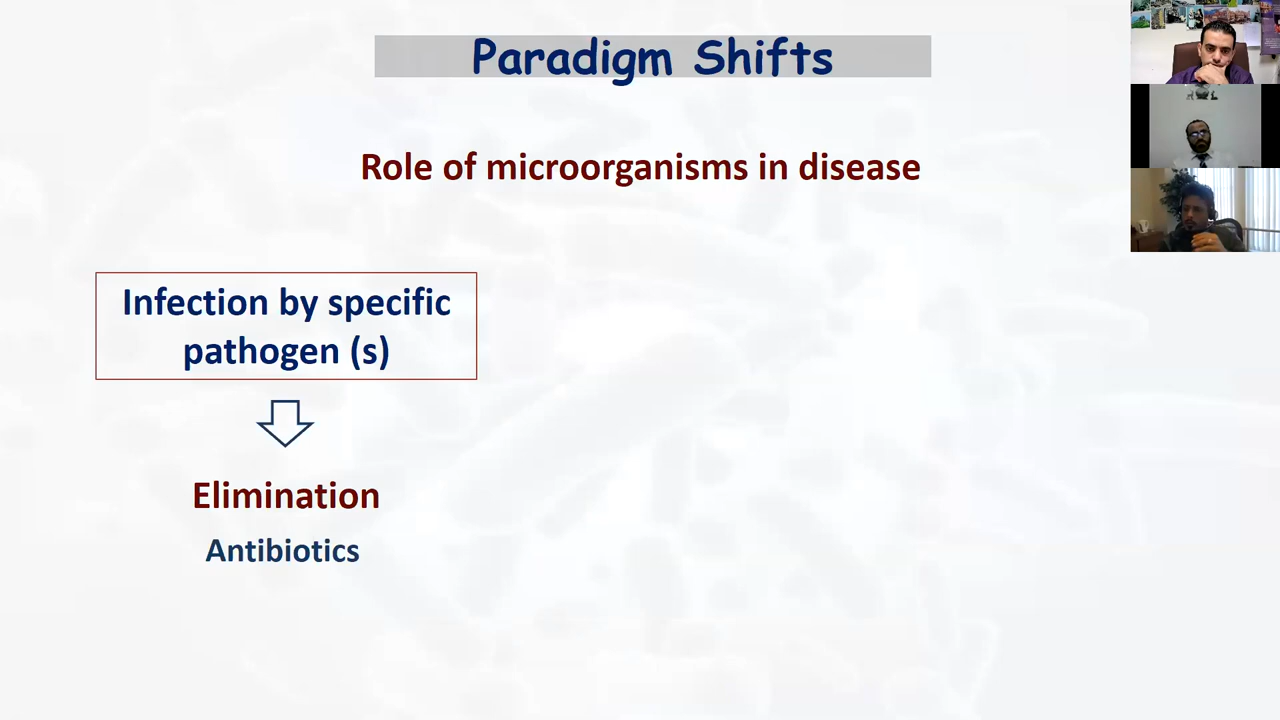 Paradigm Shifts
Role of microorganisms in disease
Infection by specific
pathogen (s)
Elimination
Antibiotics